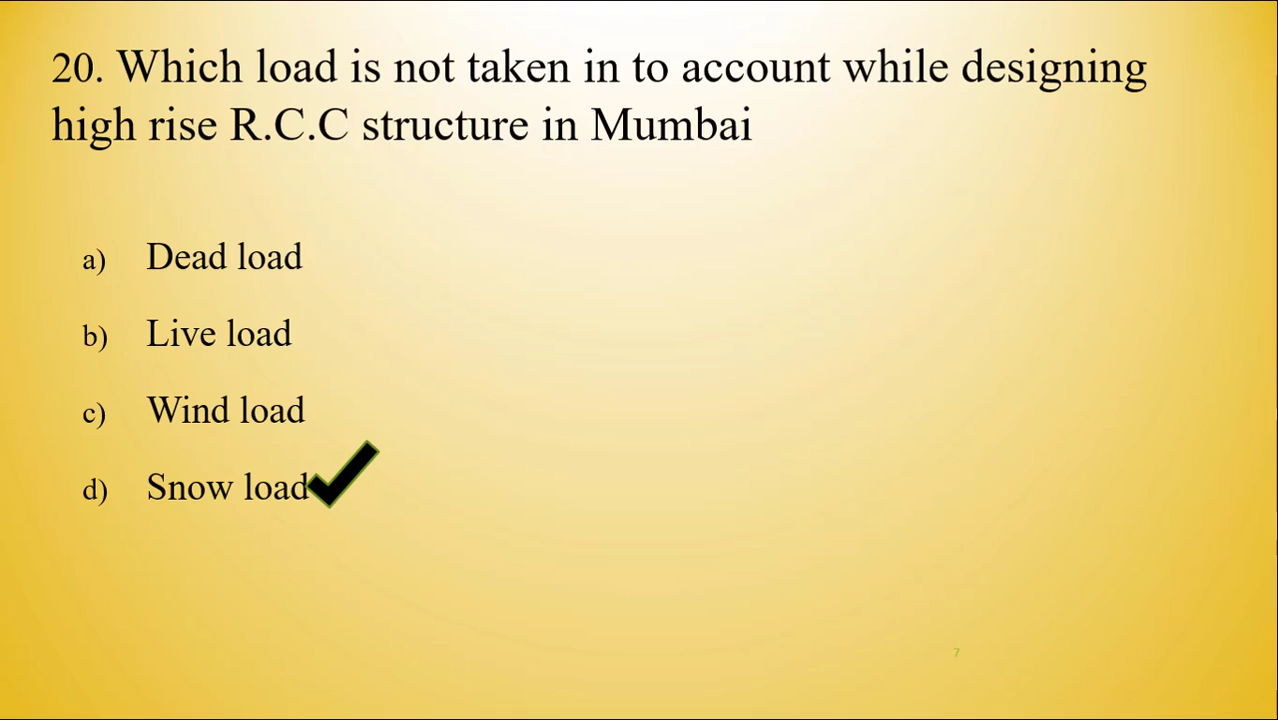 20. Which load is not taken in to account while designing
high rise R.C.C structure in Mumbai
a) Dead load
b) Live load
c) Wind load
d) Snow load
7